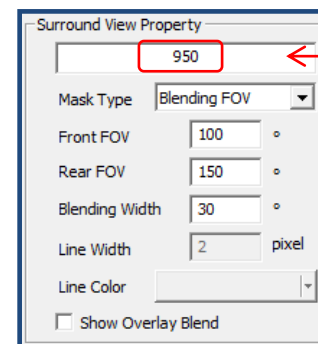 Surround View Property
950
Mask Type Blending FOV
Front FOV 100 °
Rear FOV 150 °
Blending Width 30 °
Line Width 2 pixel
Line Color
Show Overlay Blend